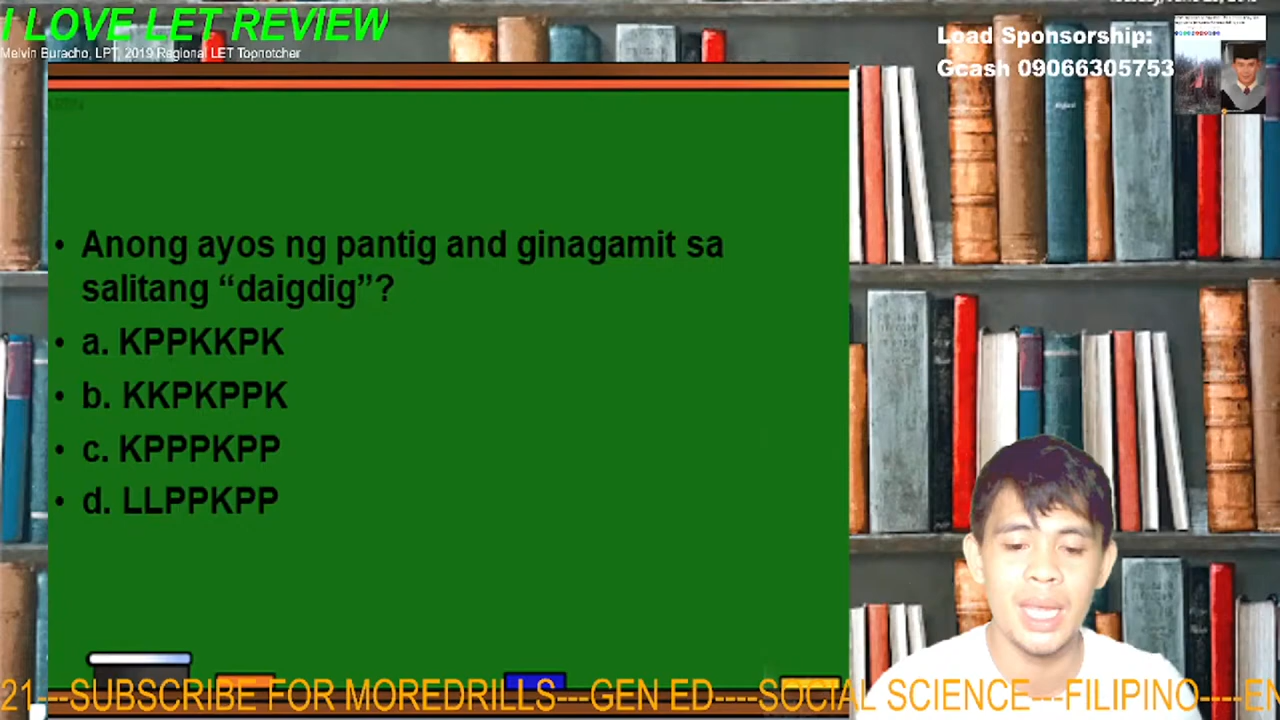 I LOVE LET REVIEW
Melvin Buracho, LPT, 2019 Regional LET Topnotcher
Load Sponsorship:
Gcash 09066305753
• Anong ayos ng pantig and ginagamit sa
salitang “daigdig”?
• a. KPPKKPK
• b. KKPKPPK
• c. KPPPKPP
• d. LLPPKPP
21---SUBSCRIBE FOR MOREDRILLS---GEN ED----SOCIAL SCIENCE---FILIPINO----EN